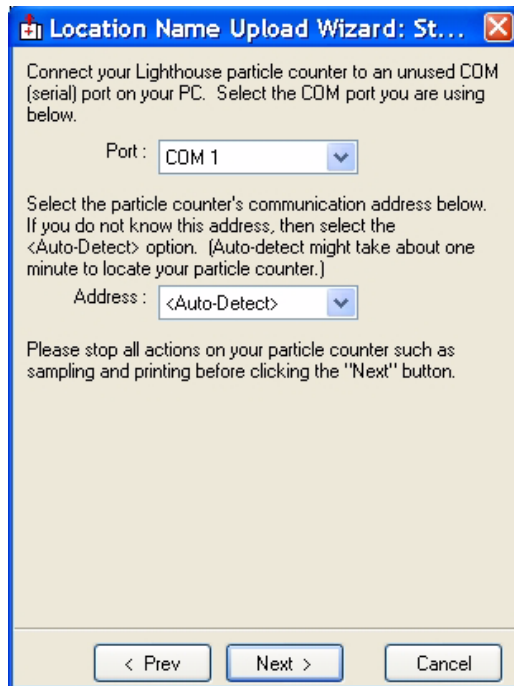 Location Name Upload Wizard: St...
Connect your Lighthouse particle counter to an unused COM
(serial) port on your PC.  Select the COM port you are using
below.
Port : COM 1
Select the particle counter's communication address below.
If you do not know this address, then select the
<Auto-Detect> option.  (Auto-detect might take about one
minute to locate your particle counter.)
Address : <Auto-Detect>
Please stop all actions on your particle counter such as
sampling and printing before clicking the "Next" button.
< Prev Next > Cancel